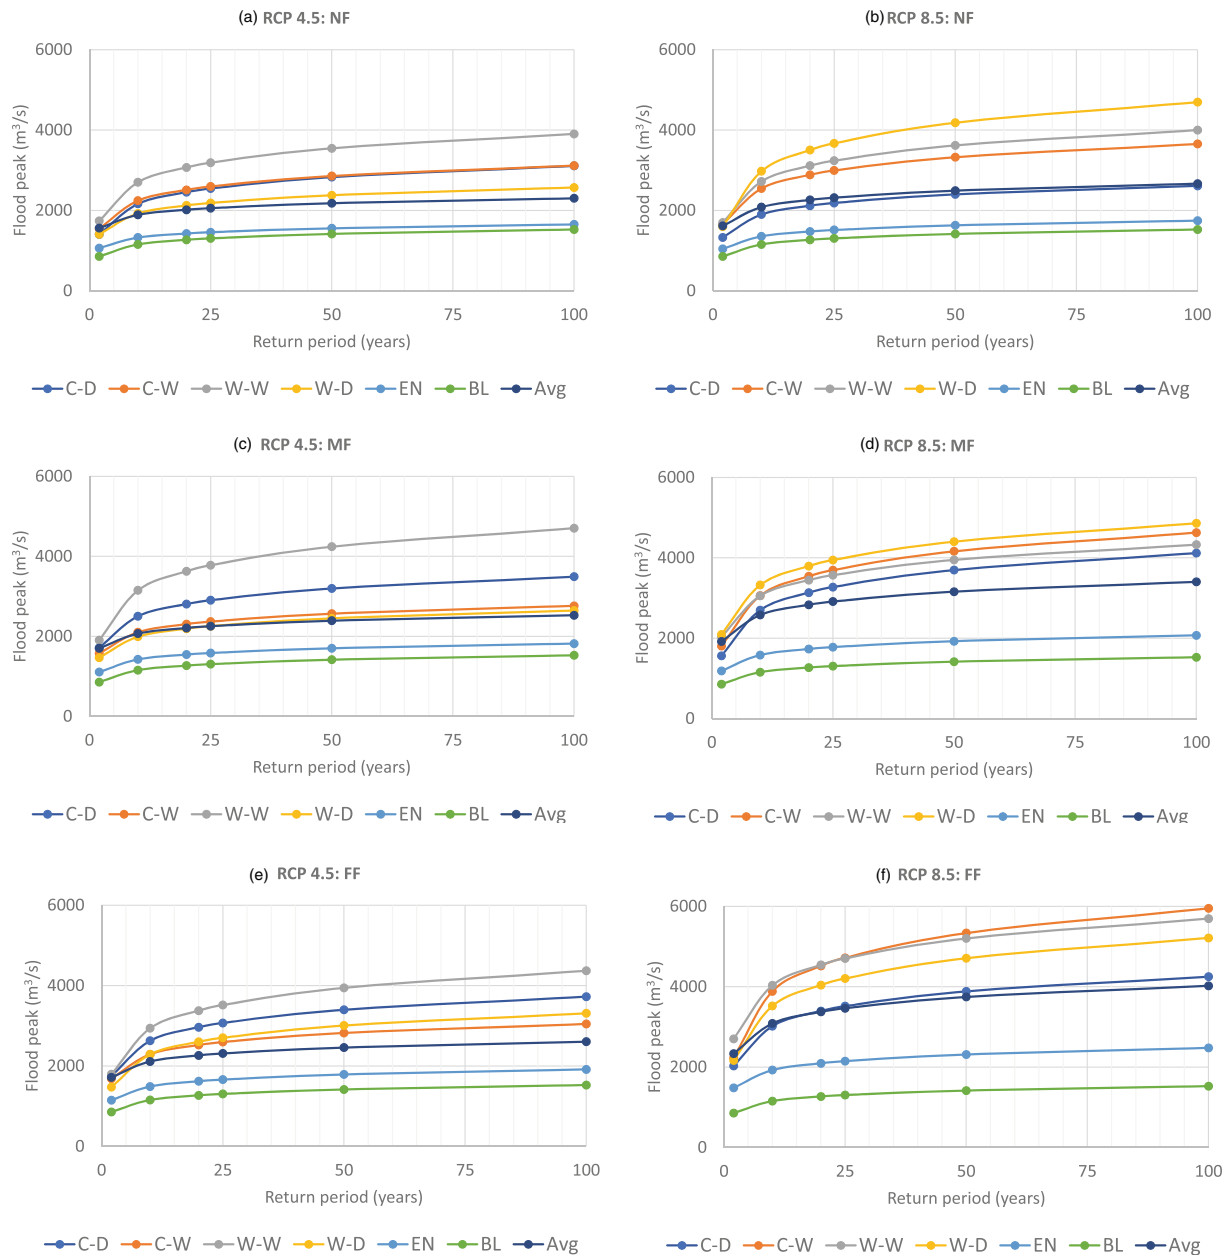 (a) RCP 4.5: NF
6000
4000
2000
0
Flood peak (m³/s)
0 25 50 75 100
Return period (years)
C-D C-W W-W W-D EN BL Avg
(b) RCP 8.5: NF
6000
4000
2000
0
Flood peak (m³/s)
0 25 50 75 100
Return period (years)
C-D C-W W-W W-D EN BL Avg
(c) RCP 4.5: MF
6000
4000
2000
0
Flood peak (m³/s)
0 25 50 75 100
Return period (years)
C-D C-W W-W W-D EN BL Avg
(d) RCP 8.5: MF
6000
4000
2000
0
Flood peak (m³/s)
0 25 50 75 100
Return period (years)
C-D C-W W-W W-D EN BL Avg
(e) RCP 4.5: FF
6000
4000
2000
0
Flood peak (m³/s)
0 25 50 75 100
Return period (years)
C-D C-W W-W W-D EN BL Avg
(f) RCP 8.5: FF
6000
4000
2000
0
Flood peak (m³/s)
0 25 50 75 100
Return period (years)
C-D C-W W-W W-D EN BL Avg